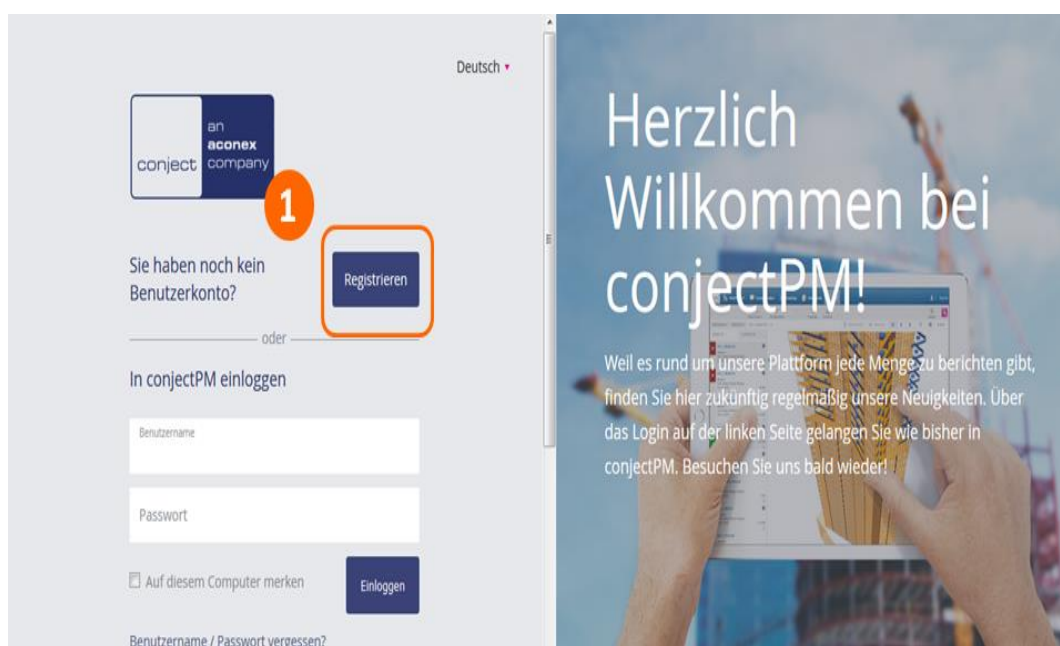 Deutsch
conject
an
aconex
company
1
Sie haben noch kein
Benutzerkonto?
Registrieren
oder
In conjectPM einloggen
Benutzername
Passwort
Auf diesem Computer merken
Einloggen
Benutzername / Passwort vergessen?
Herzlich
Willkommen bei
conjectPM!
Weil es rund um unsere Plattform jede Menge zu berichten gibt,
finden Sie hier zukünftig regelmäßig unsere Neuigkeiten. Über
das Login auf der linken Seite gelangen Sie wie bisher in
conjectPM. Besuchen Sie uns bald wieder!